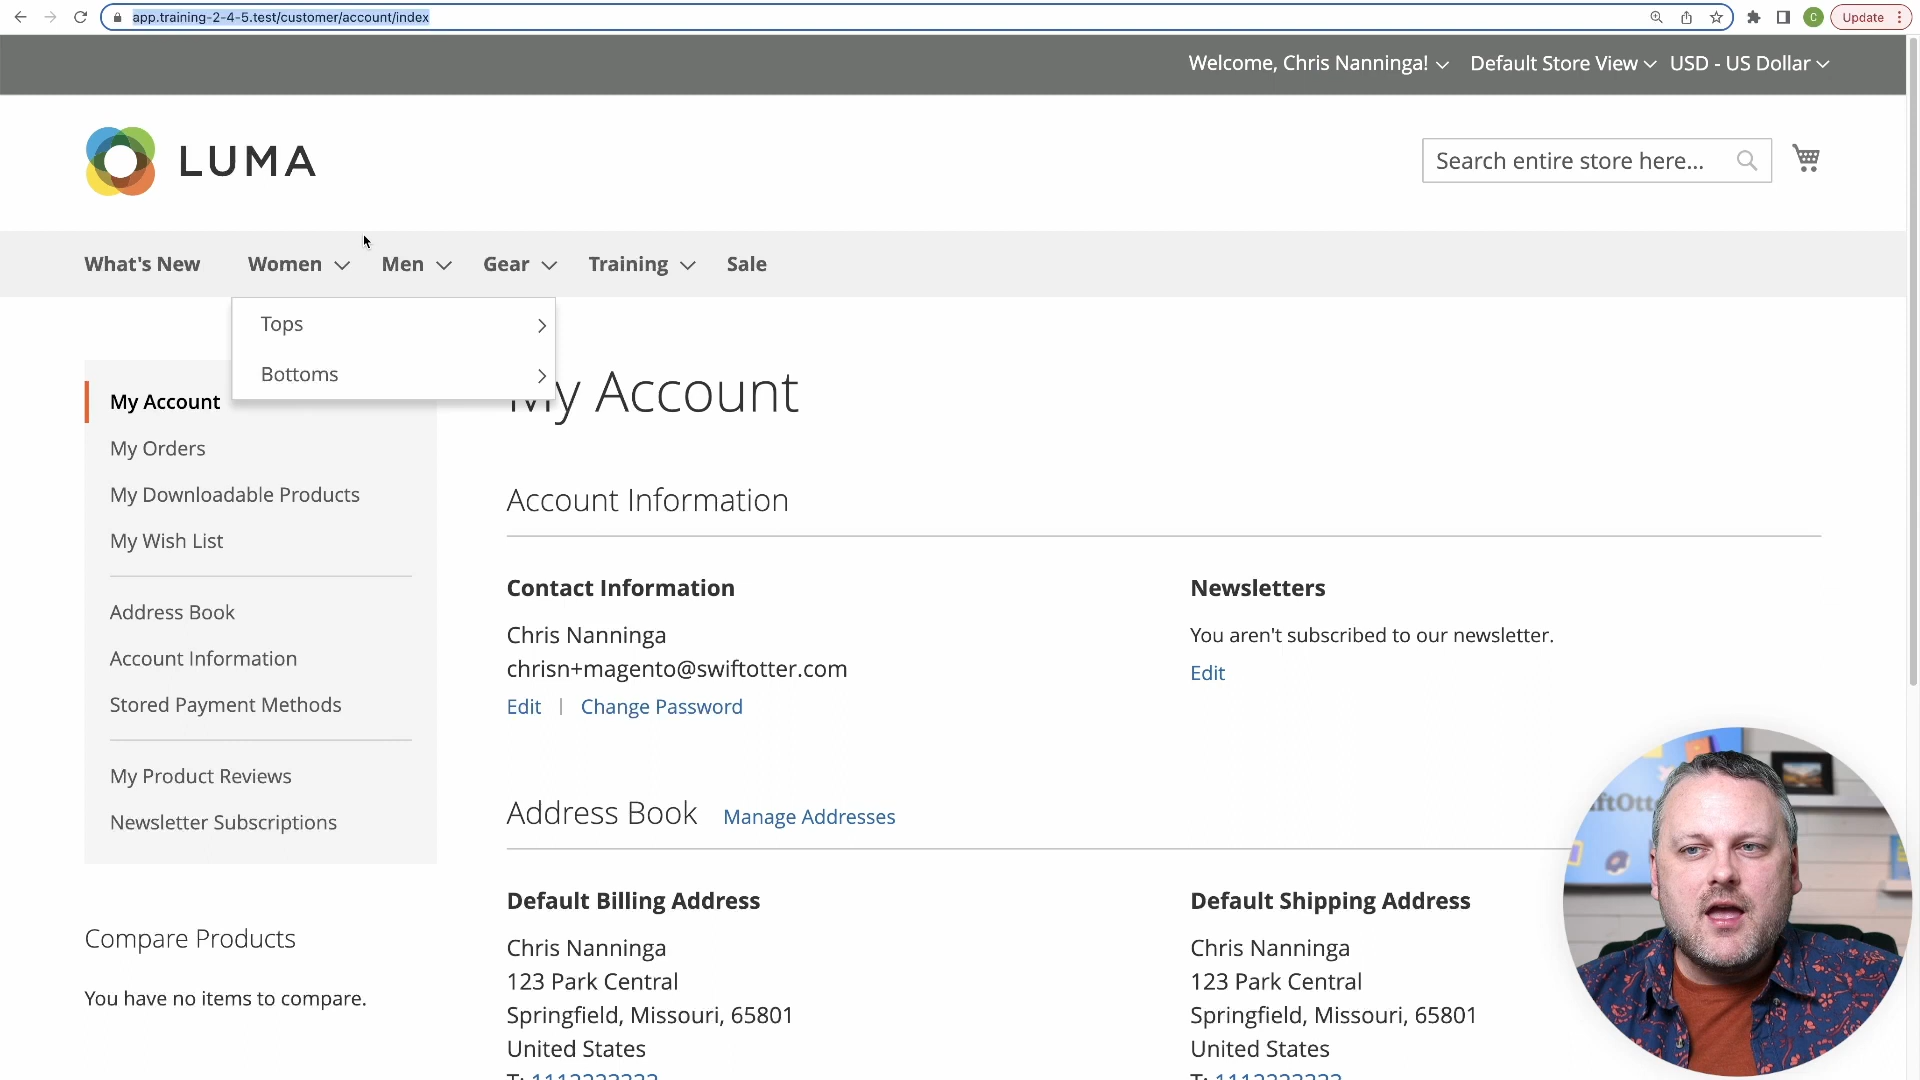 app.training-2-4-5.test/customer/account/index
C
Update
Welcome, Chris Nanninga!
Default Store View
USD - US Dollar
LUMA
Search entire store here...
What's New
Women
Men
Gear
Training
Sale
Tops
Bottoms
My Account
My Orders
My Downloadable Products
My Wish List
Address Book
Account Information
Stored Payment Methods
My Product Reviews
Newsletter Subscriptions
Compare Products
You have no items to compare.
My Account
Account Information
Contact Information
Chris Nanninga
chrisn+magento@swiftotter.com
Edit | Change Password
Newsletters
You aren't subscribed to our newsletter.
Edit
Address Book
Manage Addresses
Default Billing Address
Chris Nanninga
123 Park Central
Springfield, Missouri, 65801
United States
T: 1112223333
Default Shipping Address
Chris Nanninga
123 Park Central
Springfield, Missouri, 65801
United States
T: 1112223333